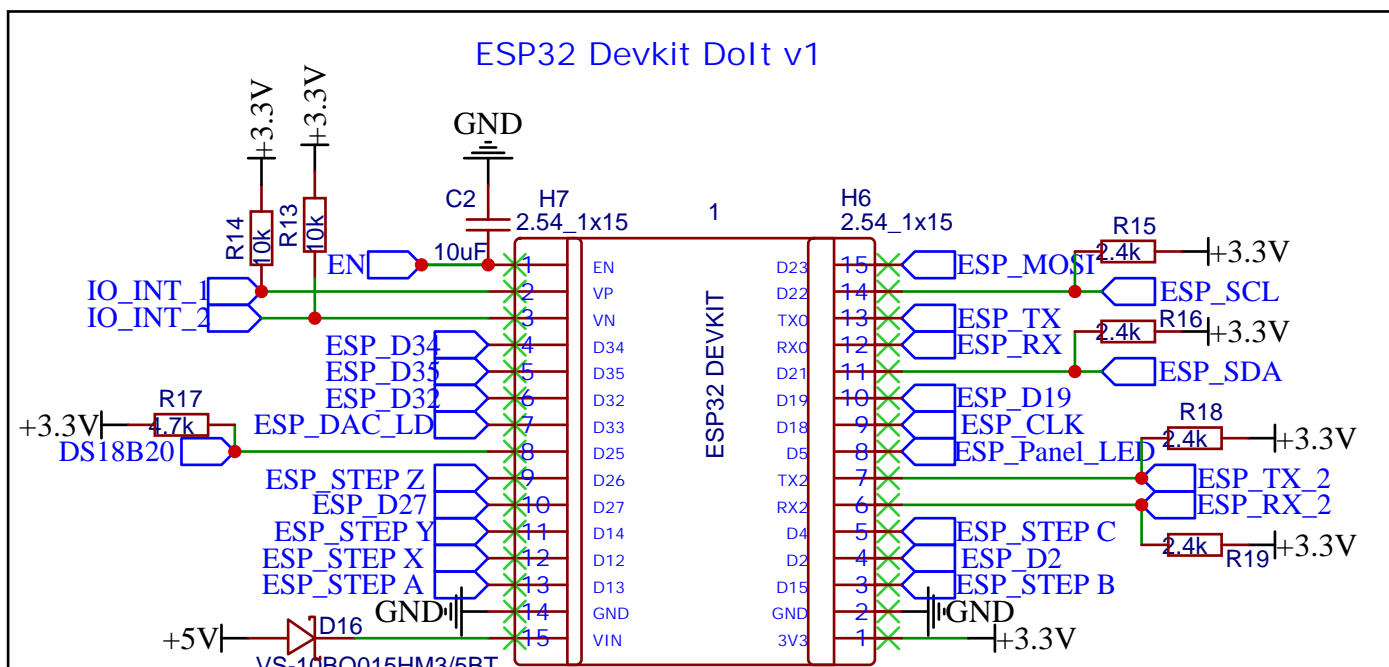 ESP32 Devkit DoIt v1
+3.3V
+3.3V
GND
C2
10uF
R14
10k
R13
10k
H7
2.54_1x15
1
H6
2.54_1x15
ESP32 DEVKIT
EN
IO_INT_1
IO_INT_2
ESP_D34
ESP_D35
ESP_D32
ESP_DAC_LD
+3.3V
R17
4.7k
DS18B20
ESP_STEP Z
ESP_D27
ESP_STEP Y
ESP_STEP X
ESP_STEP A
GND
+5V
D16
VS-10BQ015HM3/5BT
1 EN
2 VP
3 VN
4 D34
5 D35
6 D32
7 D33
8 D25
9 D26
10 D27
11 D14
12 D12
13 D13
14 GND
15 VIN
D23 15 ESP_MOSI
D22 14 ESP_SCL
TX0 13 ESP_TX
RX0 12 ESP_RX
D21 11 ESP_SDA
D19 10 ESP_D19
D18 9 ESP_CLK
D5 8 ESP_Panel_LED
TX2 7 ESP_TX_2
RX2 6 ESP_RX_2
D4 5 ESP_STEP C
D2 4 ESP_D2
D15 3 ESP_STEP B
GND 2 GND
3V3 1 +3.3V
R15
2.4k
+3.3V
R16
2.4k
+3.3V
R18
2.4k
+3.3V
2.4k
R19
+3.3V